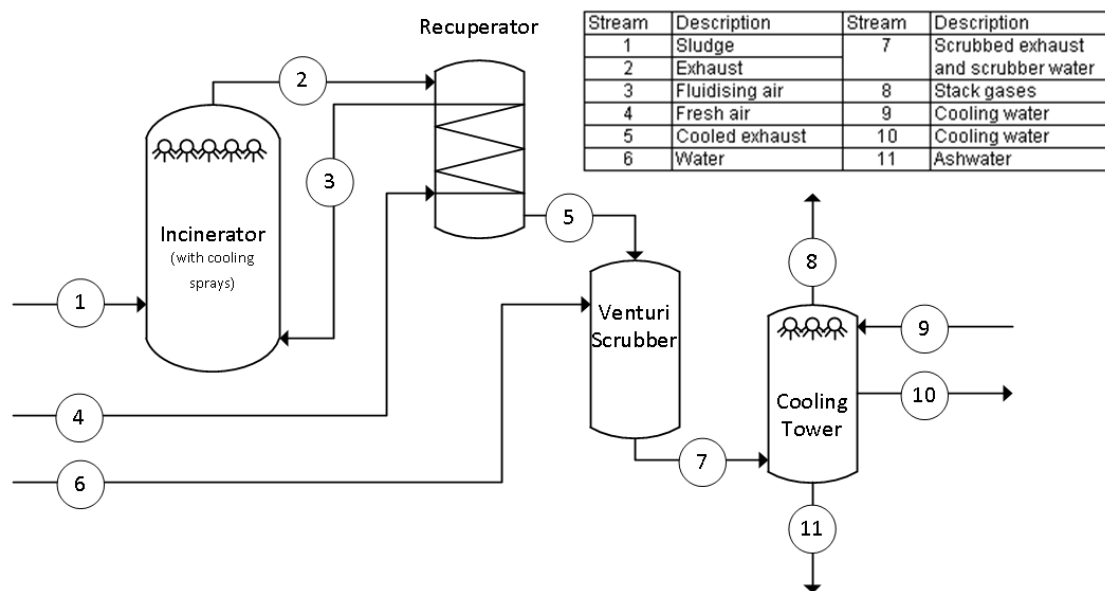 Recuperator
Stream Description Stream Description
1 Sludge 7 Scrubbed exhaust
2 Exhaust and scrubber water
3 Fluidising air 8 Stack gases
4 Fresh air 9 Cooling water
5 Cooled exhaust 10 Cooling water
6 Water 11 Ashwater
2
3
Incinerator
(with cooling
sprays)
5
8
1
Venturi
Scrubber
9
10
4
Cooling
Tower
7
6
11